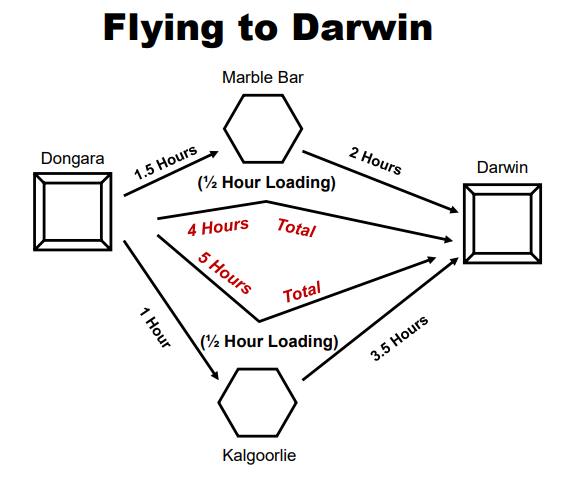 Flying to Darwin
Marble Bar
Dongara
1.5 Hours
2 Hours
Darwin
(½ Hour Loading)
4 Hours Total
5 Hours Total
1 Hour
(½ Hour Loading)
3.5 Hours
Kalgoorlie